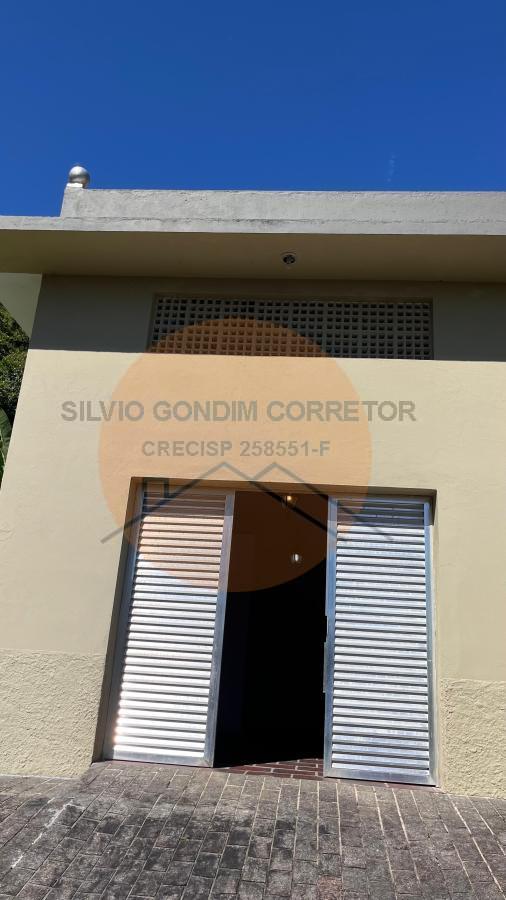 SILVIO GONDIM CORRETOR
CRECISP 258551-F